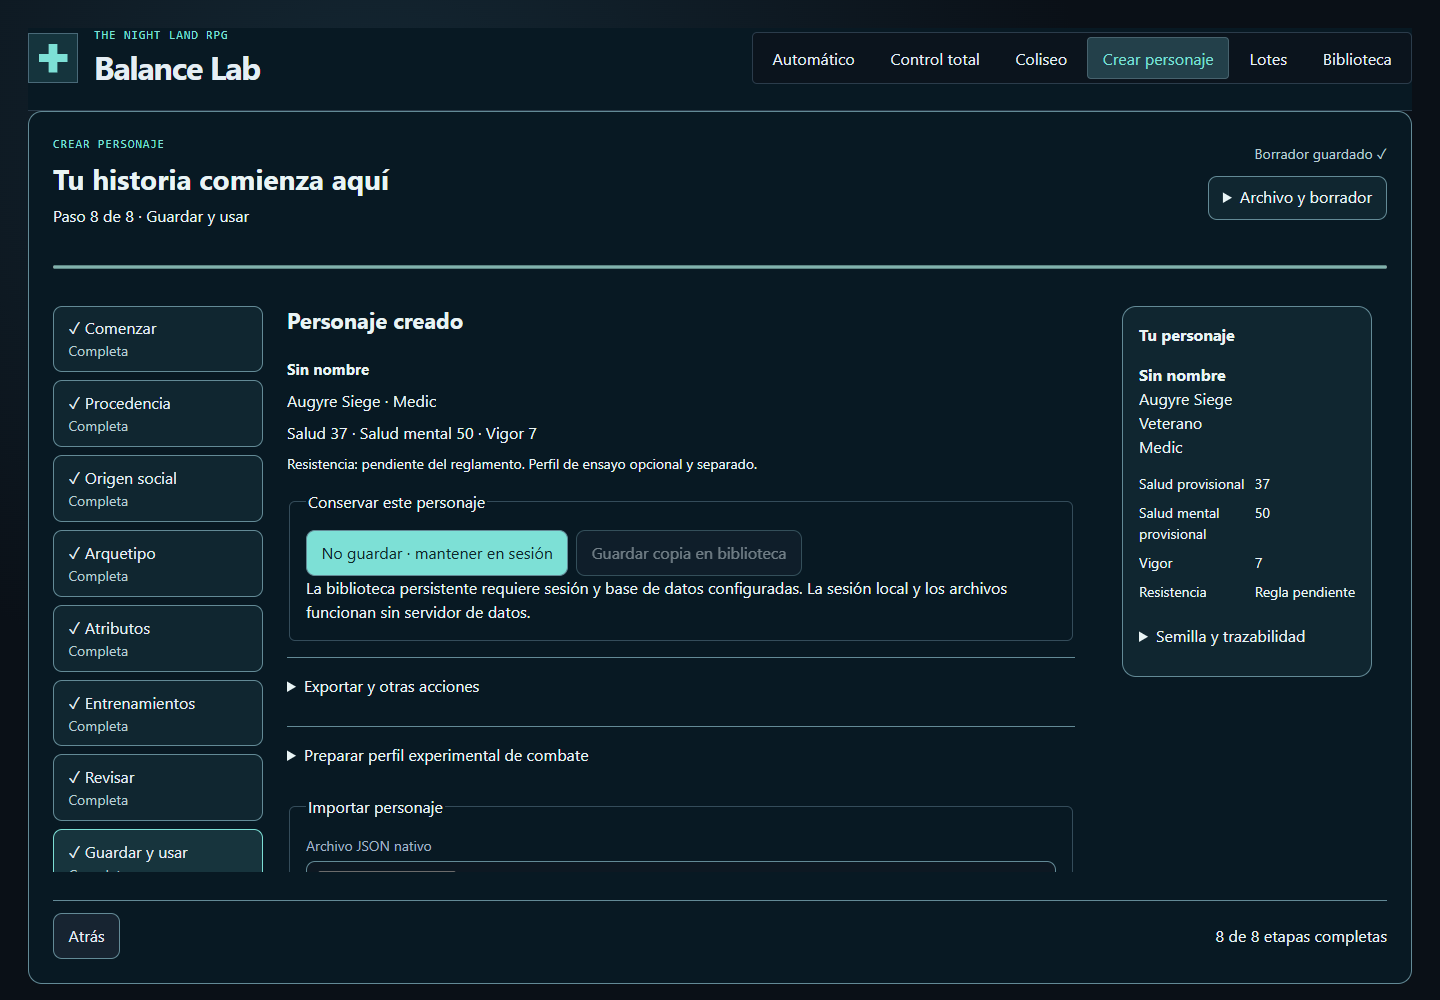 THE NIGHT LAND RPG
Balance Lab
Automático
Control total
Coliseo
Crear personaje
Lotes
Biblioteca
CREAR PERSONAJE
Tu historia comienza aquí
Paso 8 de 8 · Guardar y usar
Borrador guardado ✓
▶ Archivo y borrador
✓ Comenzar
Completa
✓ Procedencia
Completa
✓ Origen social
Completa
✓ Arquetipo
Completa
✓ Atributos
Completa
✓ Entrenamientos
Completa
✓ Revisar
Completa
✓ Guardar y usar
Personaje creado
Sin nombre
Augyre Siege · Medic
Salud 37 · Salud mental 50 · Vigor 7
Resistencia: pendiente del reglamento. Perfil de ensayo opcional y separado.
Conservar este personaje
No guardar · mantener en sesión
Guardar copia en biblioteca
La biblioteca persistente requiere sesión y base de datos configuradas. La sesión local y los archivos
funcionan sin servidor de datos.
▶ Exportar y otras acciones
▶ Preparar perfil experimental de combate
Importar personaje
Archivo JSON nativo
Tu personaje
Sin nombre
Augyre Siege
Veterano
Medic
Salud provisional 37
Salud mental 50
provisional
Vigor 7
Resistencia Regla pendiente
▶ Semilla y trazabilidad
Atrás
8 de 8 etapas completas